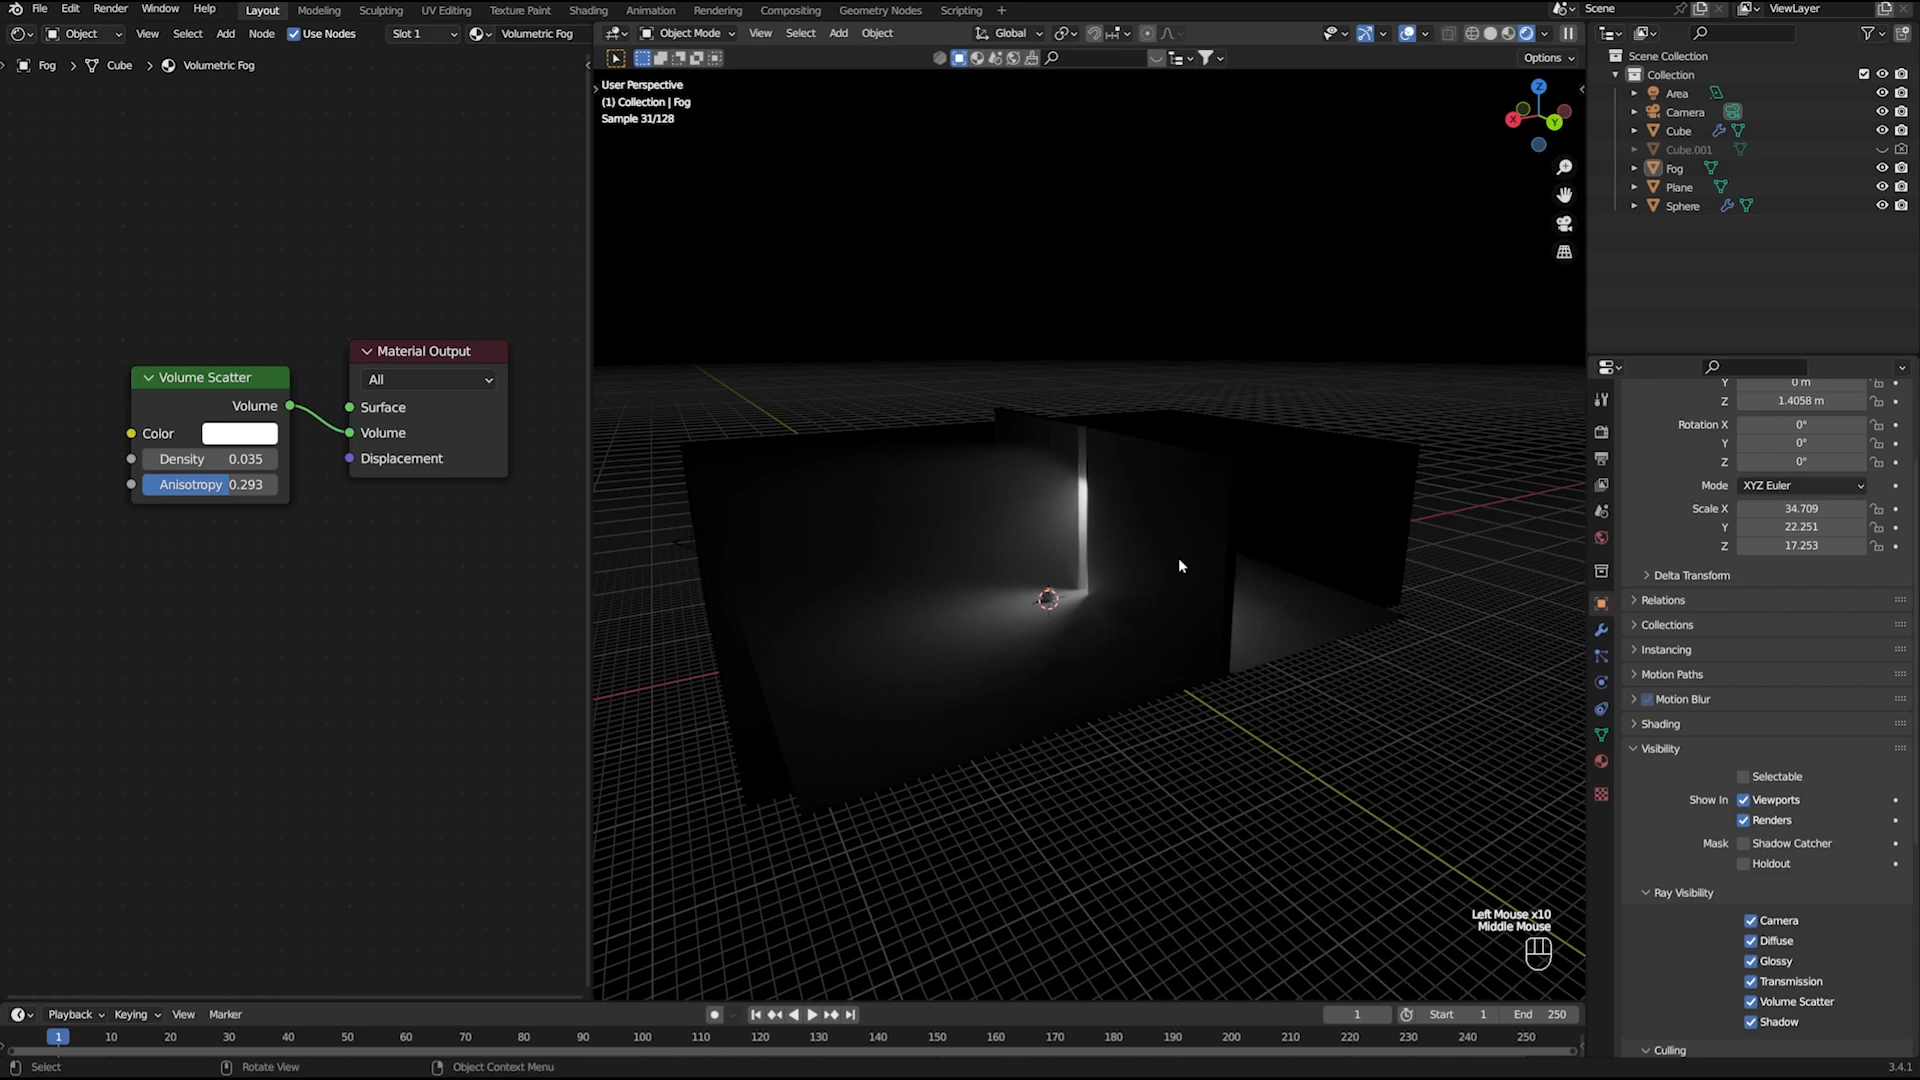 File Edit Render Window Help Layout Modeling Sculpting UV Editing Texture Paint Shading Animation Rendering Compositing Geometry Nodes Scripting + Scene ViewLayer
Object View Select Add Node Use Nodes Slot 1 Volumetric Fog Object Mode View Select Add Object Global
Options
Fog > Cube > Volumetric Fog
User Perspective
(1) Collection | Fog
Sample 31/128
Z
X
Y
Volume Scatter
Volume
Color
Density 0.035
Anisotropy 0.293
Material Output
All
Surface
Volume
Displacement
Left Mouse x10
Middle Mouse
Scene Collection
Collection
Area
Camera
Cube
Cube.001
Fog
Plane
Sphere
Y 0 m
Z 1.4058 m
Rotation X 0°
Y 0°
Z 0°
Mode XYZ Euler
Scale X 34.709
Y 22.251
Z 17.253
Delta Transform
Relations
Collections
Instancing
Motion Paths
Motion Blur
Shading
Visibility
Selectable
Show In Viewports
Renders
Mask Shadow Catcher
Holdout
Ray Visibility
Camera
Diffuse
Glossy
Transmission
Volume Scatter
Shadow
Culling
Playback Keying View Marker 1 Start 1 End 250
1 10 20 30 40 50 60 70 80 90 100 110 120 130 140 150 160 170 180 190 200 210 220 230 240 250
Select Rotate View Object Context Menu 3.4.1